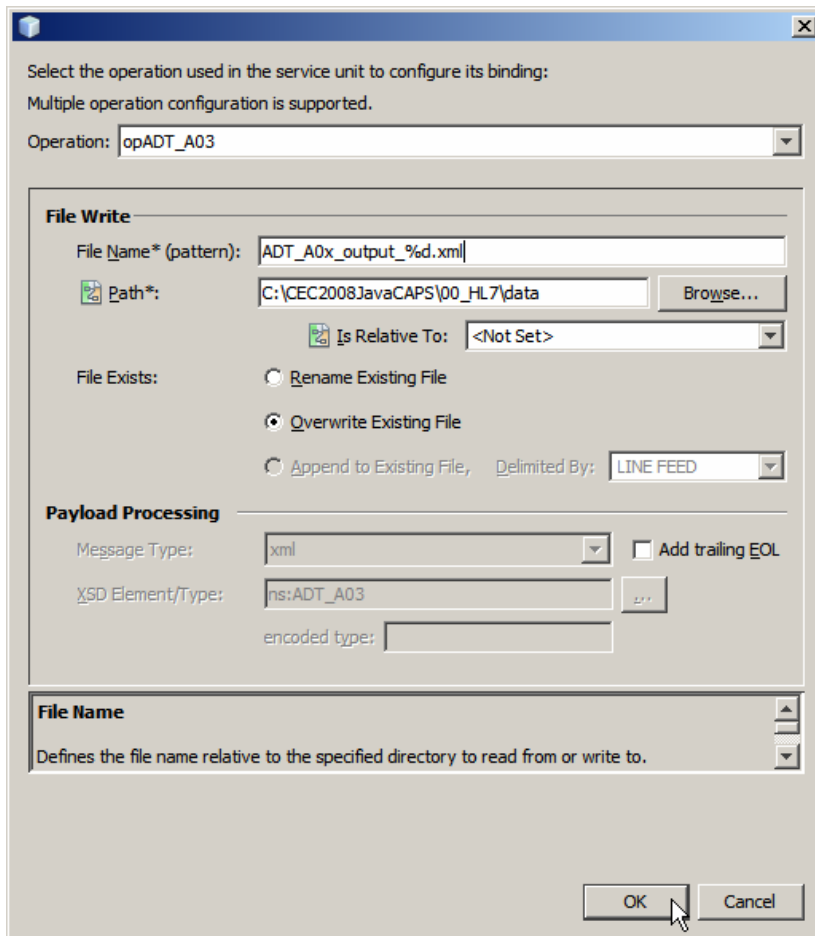 Select the operation used in the service unit to configure its binding:
Multiple operation configuration is supported.
Operation: opADT_A03
File Write
File Name* (pattern): ADT_A0x_output_%d.xml
Path*: C:\CEC2008JavaCAPS\00_HL7\data Browse...
Is Relative To: <Not Set>
File Exists: Rename Existing File
Overwrite Existing File
Append to Existing File, Delimited By: LINE FEED
Payload Processing
Message Type: xml Add trailing EOL
XSD Element/Type: ns:ADT_A03 ...
encoded type:
File Name
Defines the file name relative to the specified directory to read from or write to.
OK Cancel